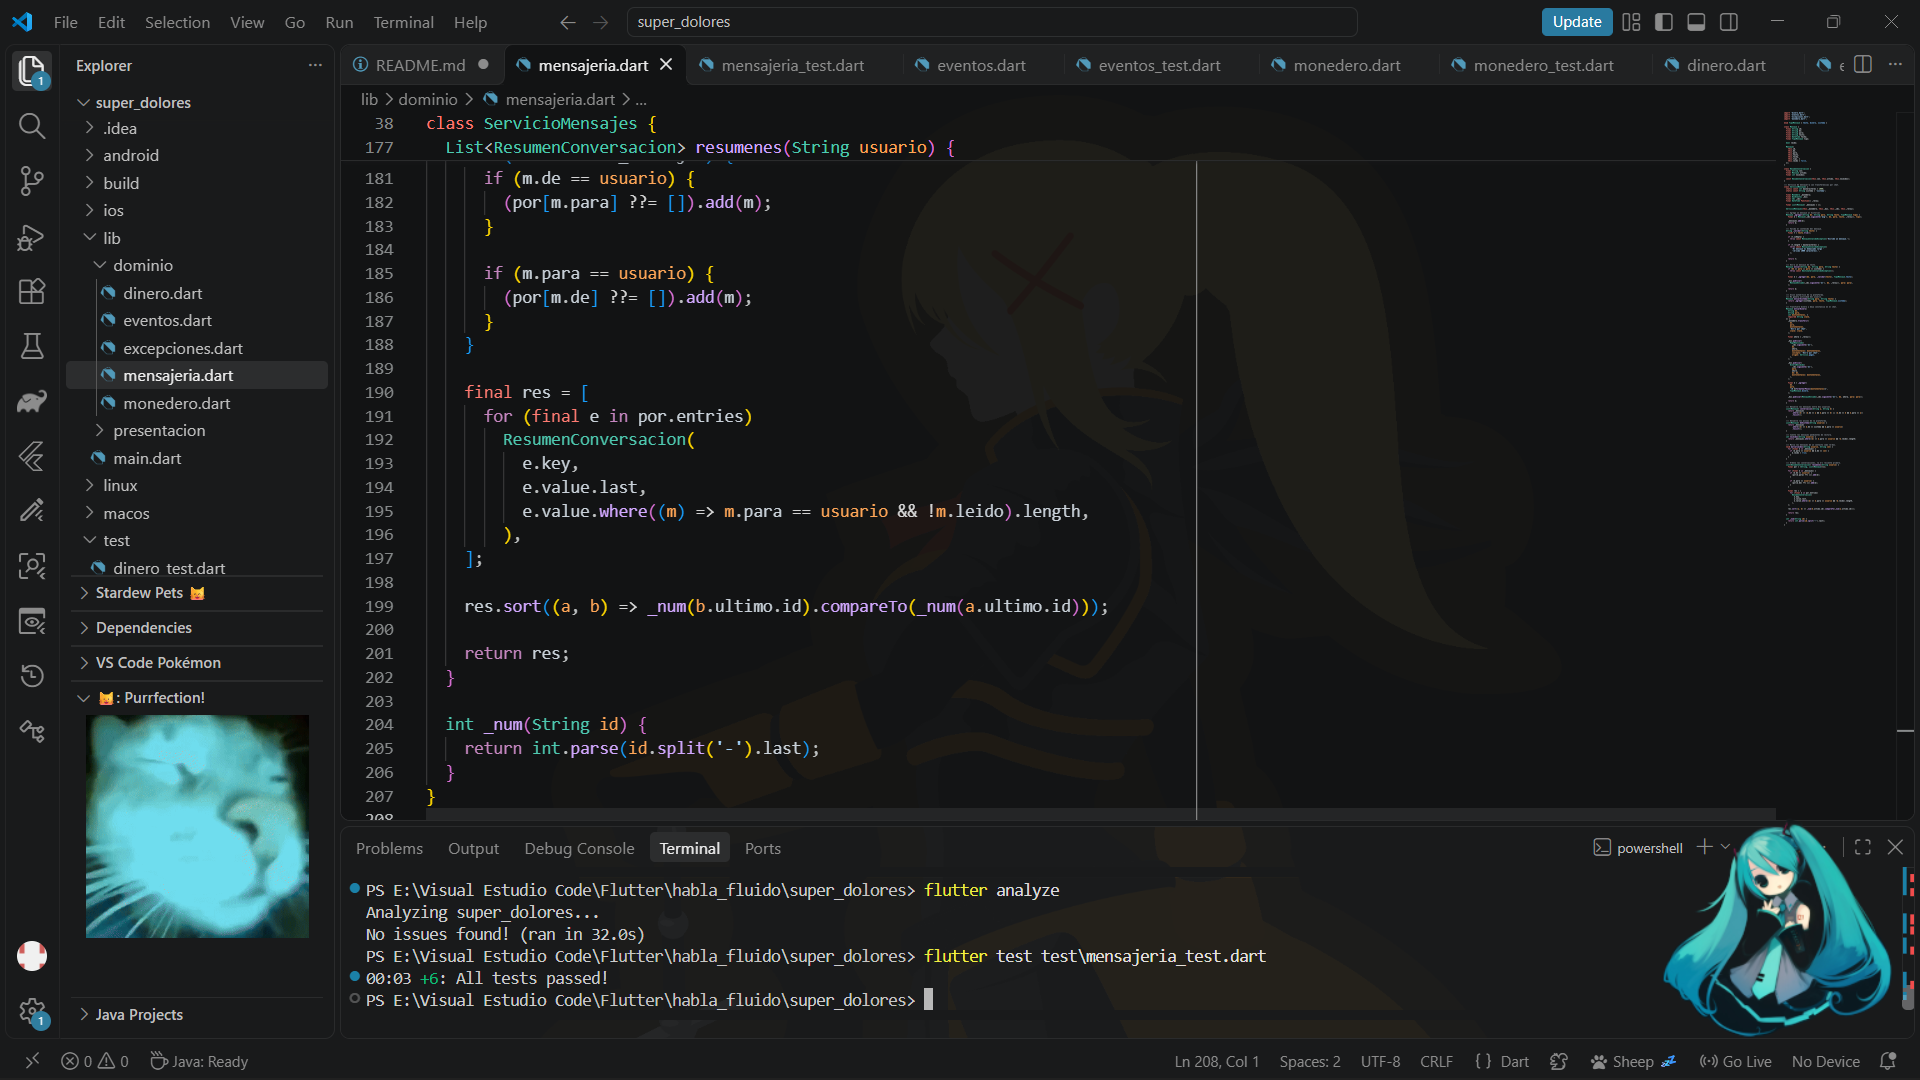 File Edit Selection View Go Run Terminal Help
super_dolores
Update
Explorer
super_dolores
.idea
android
build
ios
lib
dominio
dinero.dart
eventos.dart
excepciones.dart
mensajeria.dart
monedero.dart
presentacion
main.dart
linux
macos
test
dinero_test.dart
Stardew Pets
Dependencies
VS Code Pokémon
: Purrfection!
Java Projects
README.md mensajeria.dart mensajeria_test.dart eventos.dart eventos_test.dart monedero.dart monedero_test.dart dinero.dart
lib > dominio > mensajeria.dart > ...
38 class ServicioMensajes {
177 List<ResumenConversacion> resumenes(String usuario) {
181 if (m.de == usuario) {
182 (por[m.para] ??= []).add(m);
183 }
184
185 if (m.para == usuario) {
186 (por[m.de] ??= []).add(m);
187 }
188 }
189
190 final res = [
191 for (final e in por.entries)
192 ResumenConversacion(
193 e.key,
194 e.value.last,
195 e.value.where((m) => m.para == usuario && !m.leido).length,
196 ),
197 ];
198
199 res.sort((a, b) => _num(b.ultimo.id).compareTo(_num(a.ultimo.id)));
200
201 return res;
202 }
203
204 int _num(String id) {
205 return int.parse(id.split('-').last);
206 }
207 }
208
Problems Output Debug Console Terminal Ports
powershell
PS E:\Visual Estudio Code\Flutter\habla_fluido\super_dolores> flutter analyze
Analyzing super_dolores...
No issues found! (ran in 32.0s)
PS E:\Visual Estudio Code\Flutter\habla_fluido\super_dolores> flutter test test\mensajeria_test.dart
00:03 +6: All tests passed!
PS E:\Visual Estudio Code\Flutter\habla_fluido\super_dolores>
0 0 Java: Ready
Ln 208, Col 1 Spaces: 2 UTF-8 CRLF {} Dart Sheep Go Live No Device